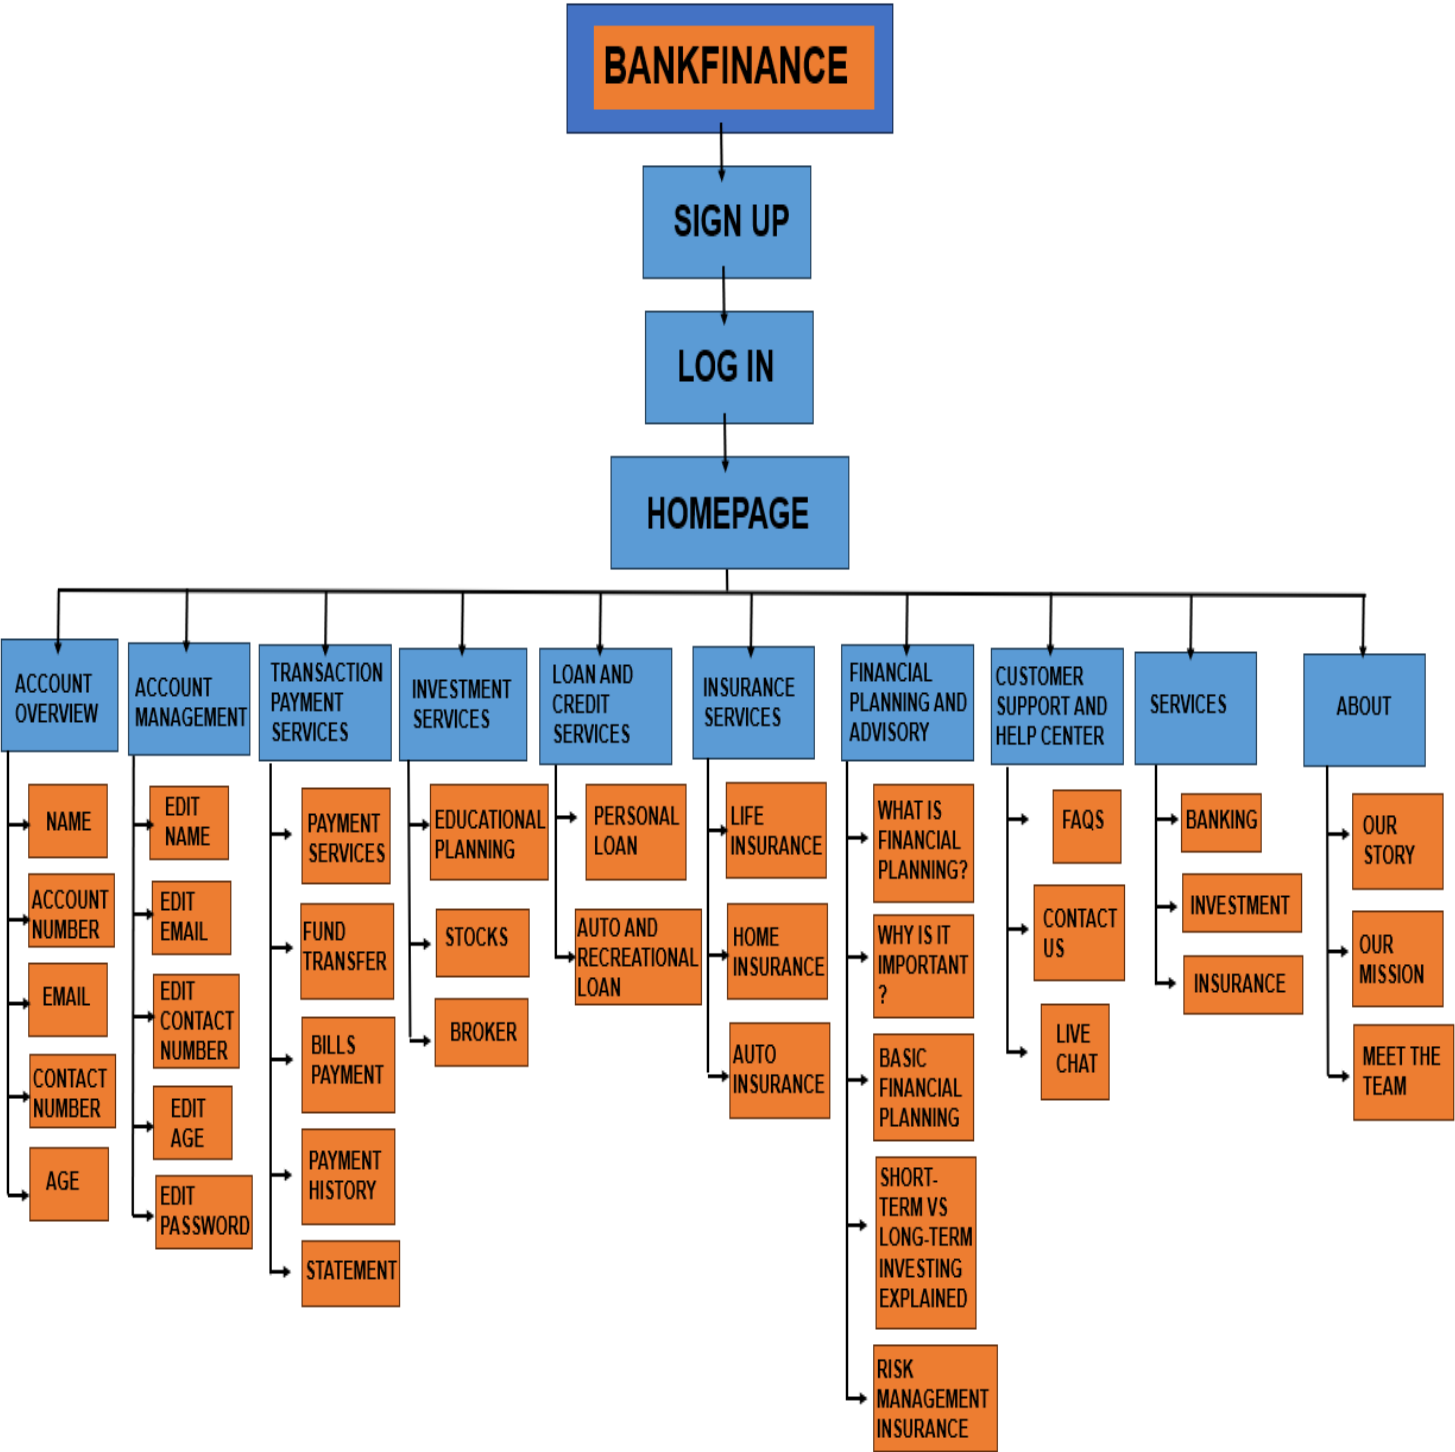 BANKFINANCE
SIGN UP
LOG IN
HOMEPAGE
ACCOUNT
OVERVIEW
NAME
ACCOUNT
NUMBER
EMAIL
CONTACT
NUMBER
AGE
ACCOUNT
MANAGEMENT
EDIT
NAME
EDIT
EMAIL
EDIT
CONTACT
NUMBER
EDIT
AGE
EDIT
PASSWORD
TRANSACTION
PAYMENT
SERVICES
PAYMENT
SERVICES
FUND
TRANSFER
BILLS
PAYMENT
PAYMENT
HISTORY
STATEMENT
INVESTMENT
SERVICES
EDUCATIONAL
PLANNING
STOCKS
BROKER
LOAN AND
CREDIT
SERVICES
PERSONAL
LOAN
AUTO AND
RECREATIONAL
LOAN
INSURANCE
SERVICES
LIFE
INSURANCE
HOME
INSURANCE
AUTO
INSURANCE
FINANCIAL
PLANNING AND
ADVISORY
WHAT IS
FINANCIAL
PLANNING?
WHY IS IT
IMPORTANT
?
BASIC
FINANCIAL
PLANNING
SHORT-
TERM VS
LONG-TERM
INVESTING
EXPLAINED
RISK
MANAGEMENT
INSURANCE
CUSTOMER
SUPPORT AND
HELP CENTER
FAQS
CONTACT
US
LIVE
CHAT
SERVICES
BANKING
INVESTMENT
INSURANCE
ABOUT
OUR
STORY
OUR
MISSION
MEET THE
TEAM